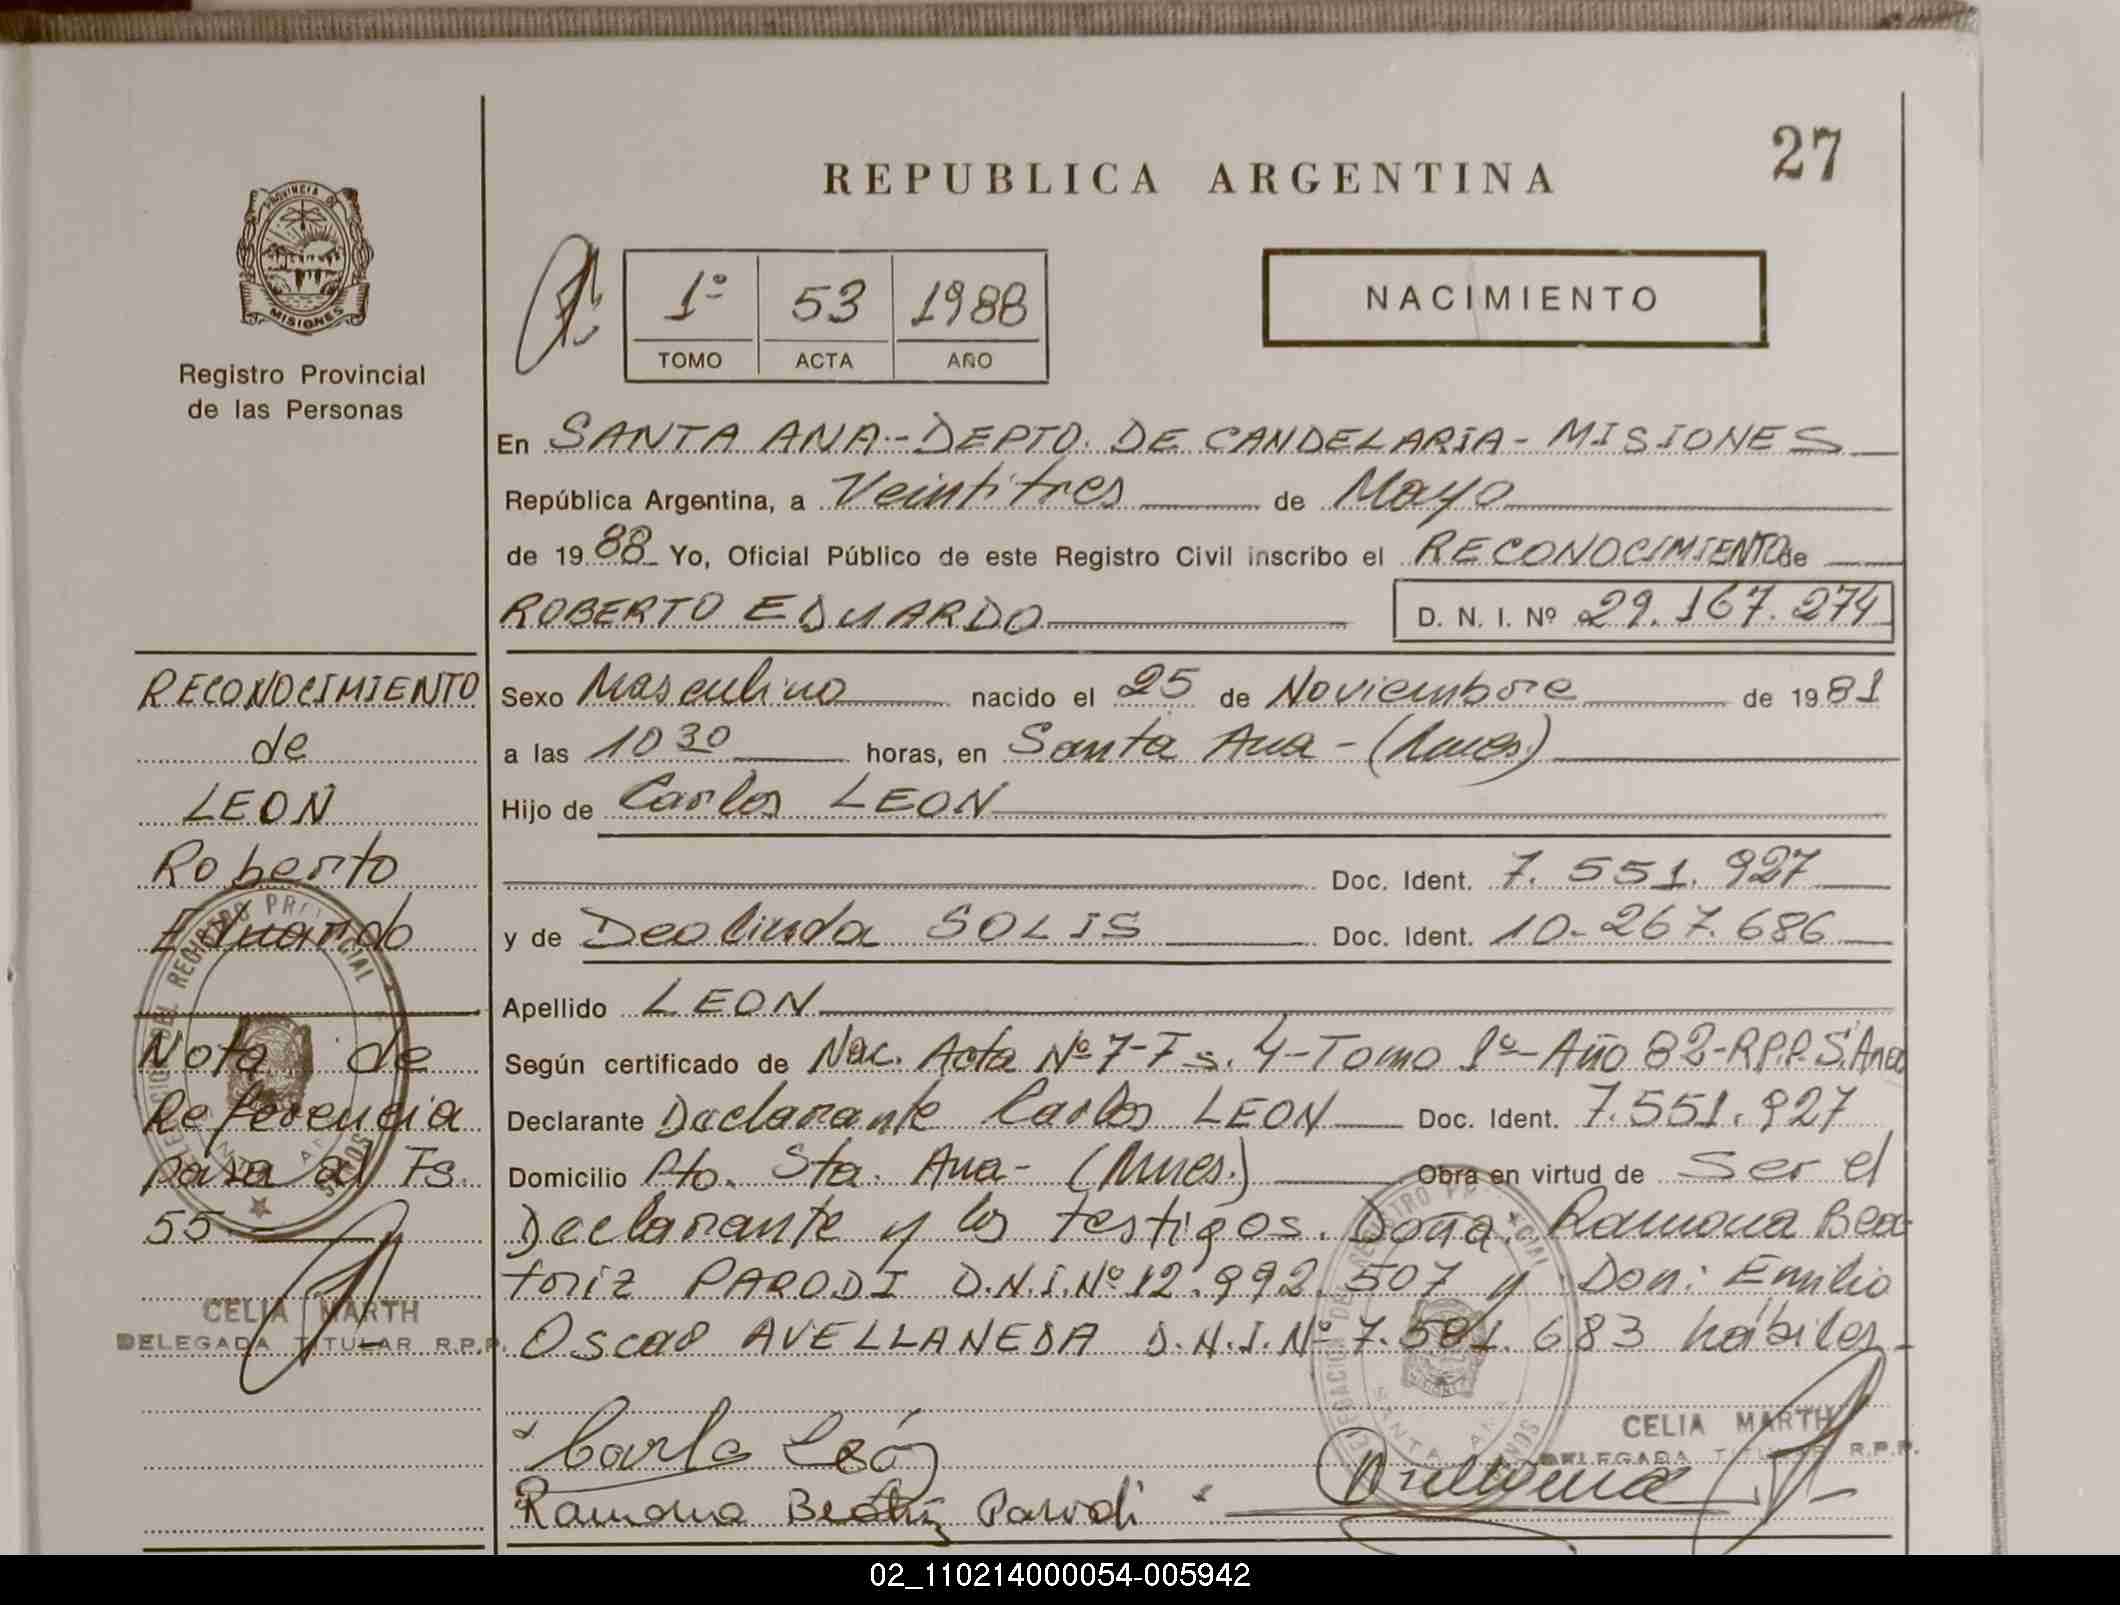 27
REPUBLICA ARGENTINA
PROVINCIA DE
MISIONES
Registro Provincial
de las Personas
1º 53 1988
TOMO ACTA AÑO
NACIMIENTO
En SANTA ANA.- DEPTO. DE CANDELARIA - MISIONES
República Argentina, a Veintitres de Mayo
de 1988 Yo, Oficial Público de este Registro Civil inscribo el RECONOCIMIENTO de
ROBERTO EDUARDO D. N. I. Nº 29.167.274
Sexo Masculino nacido el 25 de Noviembre de 1981
a las 10 30 horas, en Santa Ana - (Mnes.)
Hijo de Carlos LEON
Doc. Ident. 7.551.927
y de Deolinda SOLIS Doc. Ident. 10.267.686
Apellido LEON
Según certificado de Nac. Acta Nº 7-Fs. 4-Tomo 1º-Año 82-R.P.P. S. Ana
Declarante Declarante Carlos LEON Doc. Ident. 7.551.927
Domicilio Pto. Sta. Ana - (Mnes.) Obra en virtud de Ser el
Declarante y los testigos. Doña. Ramona Bea-
triz PARODI D.N.I.Nº 12.992.507 y Don: Emilio
Oscar AVELLANEDA D.N.I. Nº 7.581.683 hábiles.-
Carlo León
Ramona Beatriz Parodi
CELIA MARTH
DELEGADA TITULAR R.P.P.
RECONOCIMIENTO
de
LEON
Roberto
Eduardo
Nota de
Referencia
para al Fs.
55
CELIA MARTH
DELEGADA TITULAR R.P.P.
02_110214000054-005942